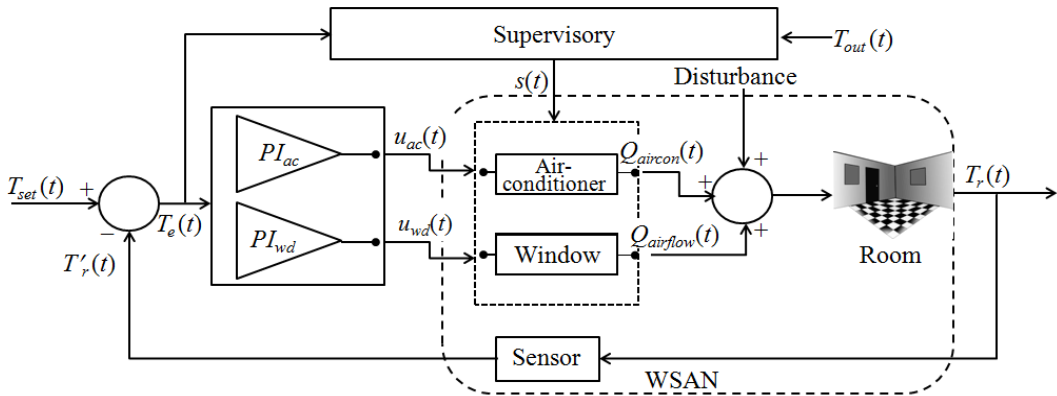 Supervisory
T_out(t)
s(t)
Disturbance
T_set(t)
+
−
T_e(t)
T'_r(t)
PI_ac
PI_wd
u_ac(t)
u_wd(t)
Air-
conditioner
Window
Q_aircon(t)
Q_airflow(t)
+
+
+
Room
T_r(t)
Sensor
WSAN